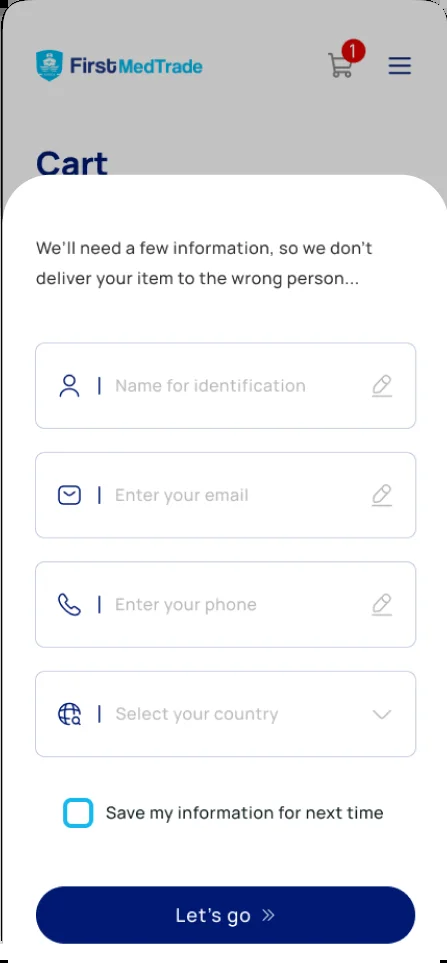 FirstMedTrade
1
Cart
We'll need a few information, so we don't
deliver your item to the wrong person...
Name for identification
Enter your email
Enter your phone
Select your country
Save my information for next time
Let's go